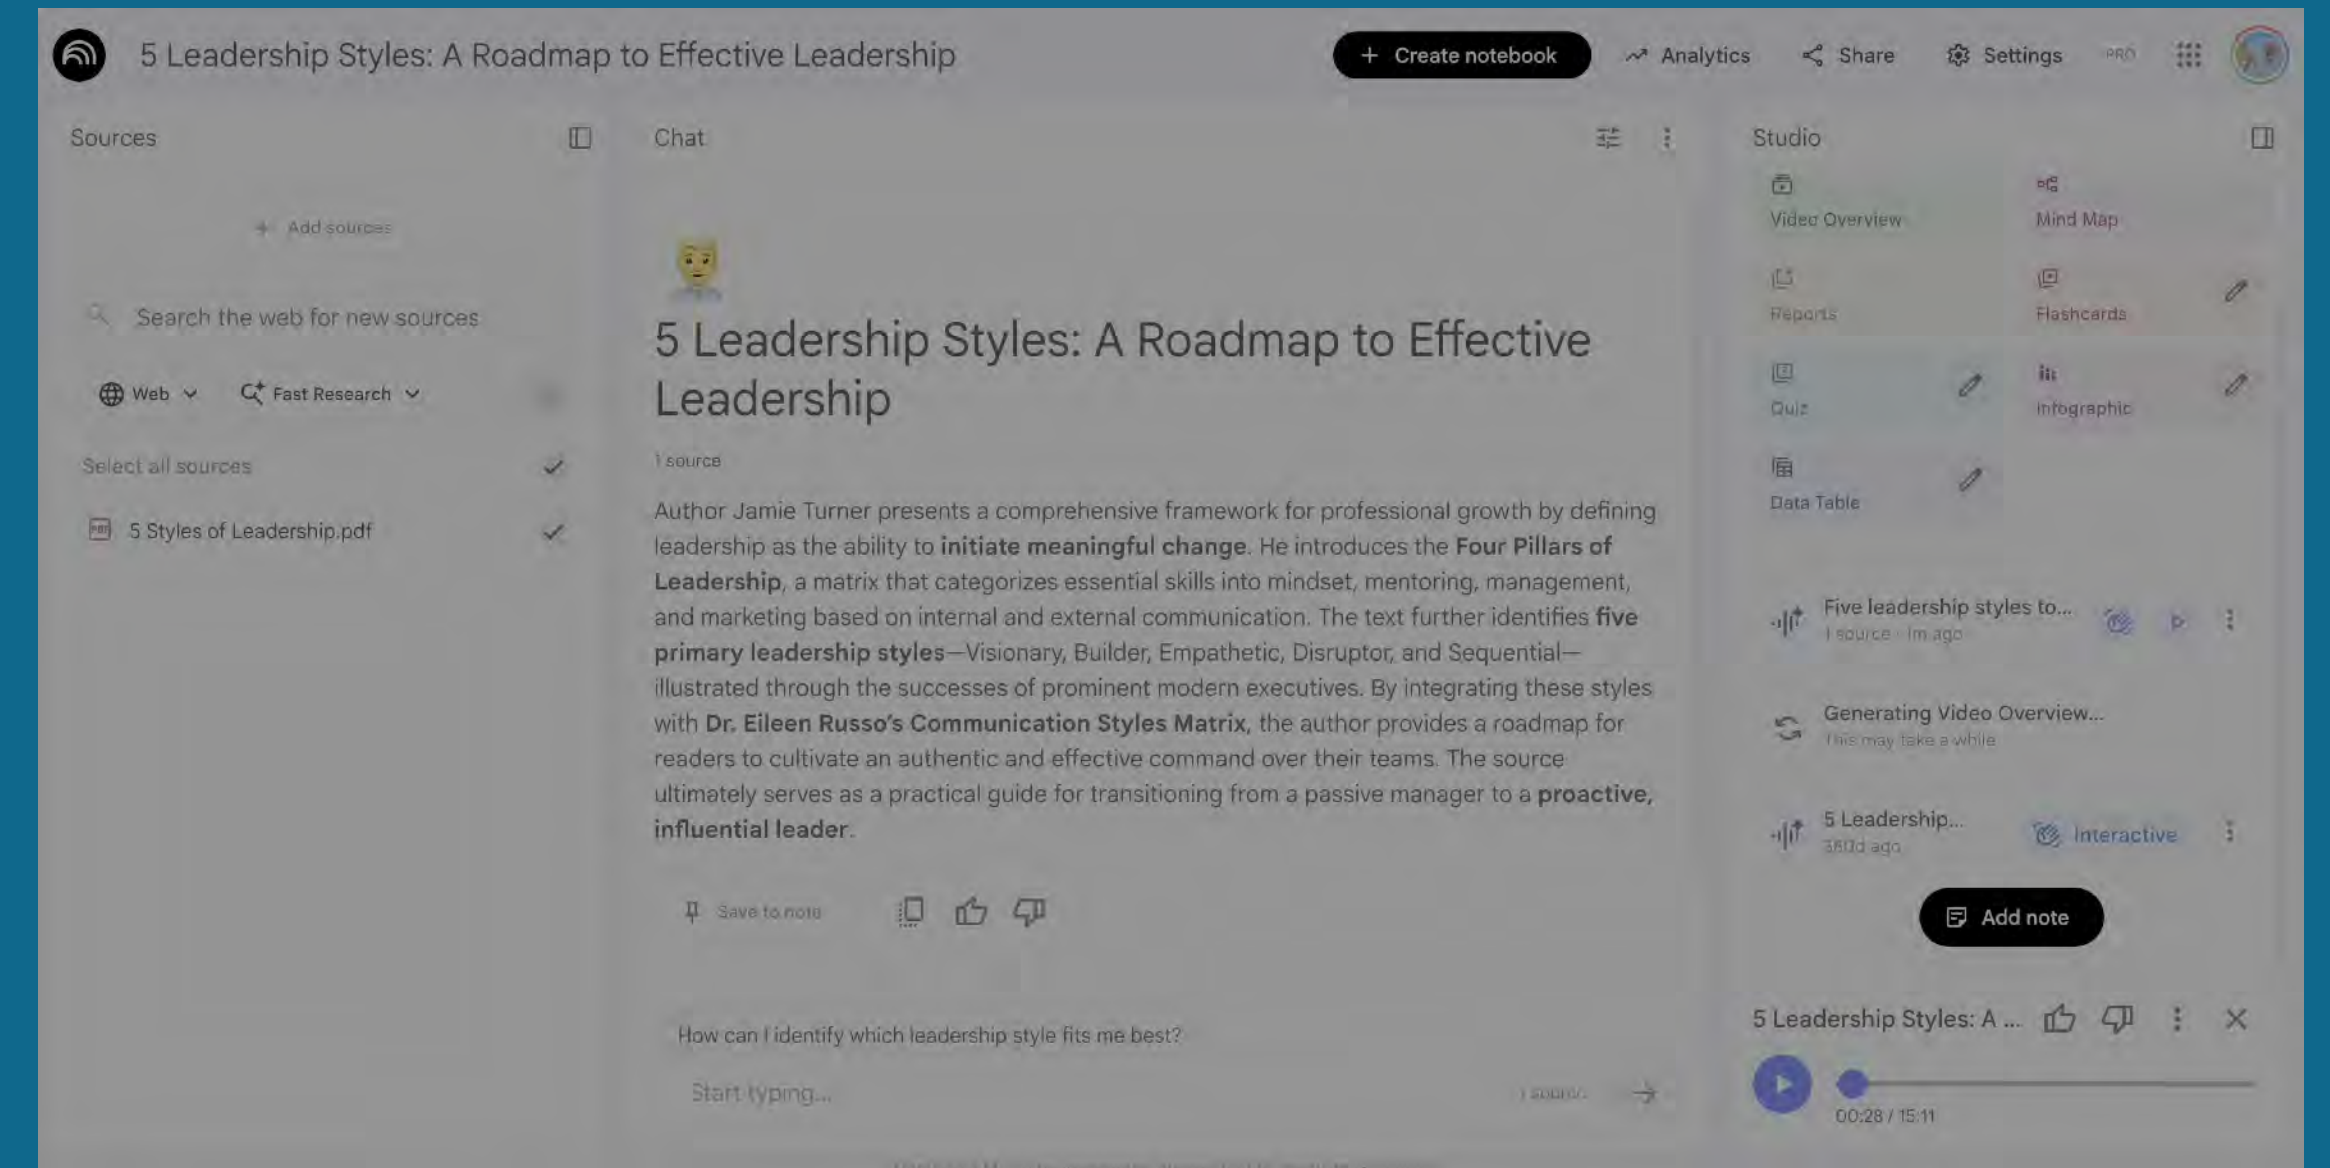 5 Leadership Styles: A Roadmap to Effective Leadership
+ Create notebook
Analytics
Share
Settings
PRO
Sources
+ Add sources
Search the web for new sources
Web
Fast Research
Select all sources
PDF
5 Styles of Leadership.pdf
Chat
5 Leadership Styles: A Roadmap to Effective
Leadership
1 source
Author Jamie Turner presents a comprehensive framework for professional growth by defining
leadership as the ability to initiate meaningful change. He introduces the Four Pillars of
Leadership, a matrix that categorizes essential skills into mindset, mentoring, management,
and marketing based on internal and external communication. The text further identifies five
primary leadership styles—Visionary, Builder, Empathetic, Disruptor, and Sequential—
illustrated through the successes of prominent modern executives. By integrating these styles
with Dr. Eileen Russo’s Communication Styles Matrix, the author provides a roadmap for
readers to cultivate an authentic and effective command over their teams. The source
ultimately serves as a practical guide for transitioning from a passive manager to a proactive,
influential leader.
Save to note
How can I identify which leadership style fits me best?
Start typing...
1 source
Studio
Video Overview
Mind Map
Reports
Flashcards
Quiz
Infographic
Data Table
Five leadership styles to...
1 source · 1m ago
Generating Video Overview...
This may take a while
5 Leadership...
Interactive
ago
Add note
5 Leadership Styles: A ...
00:28 / 15:11